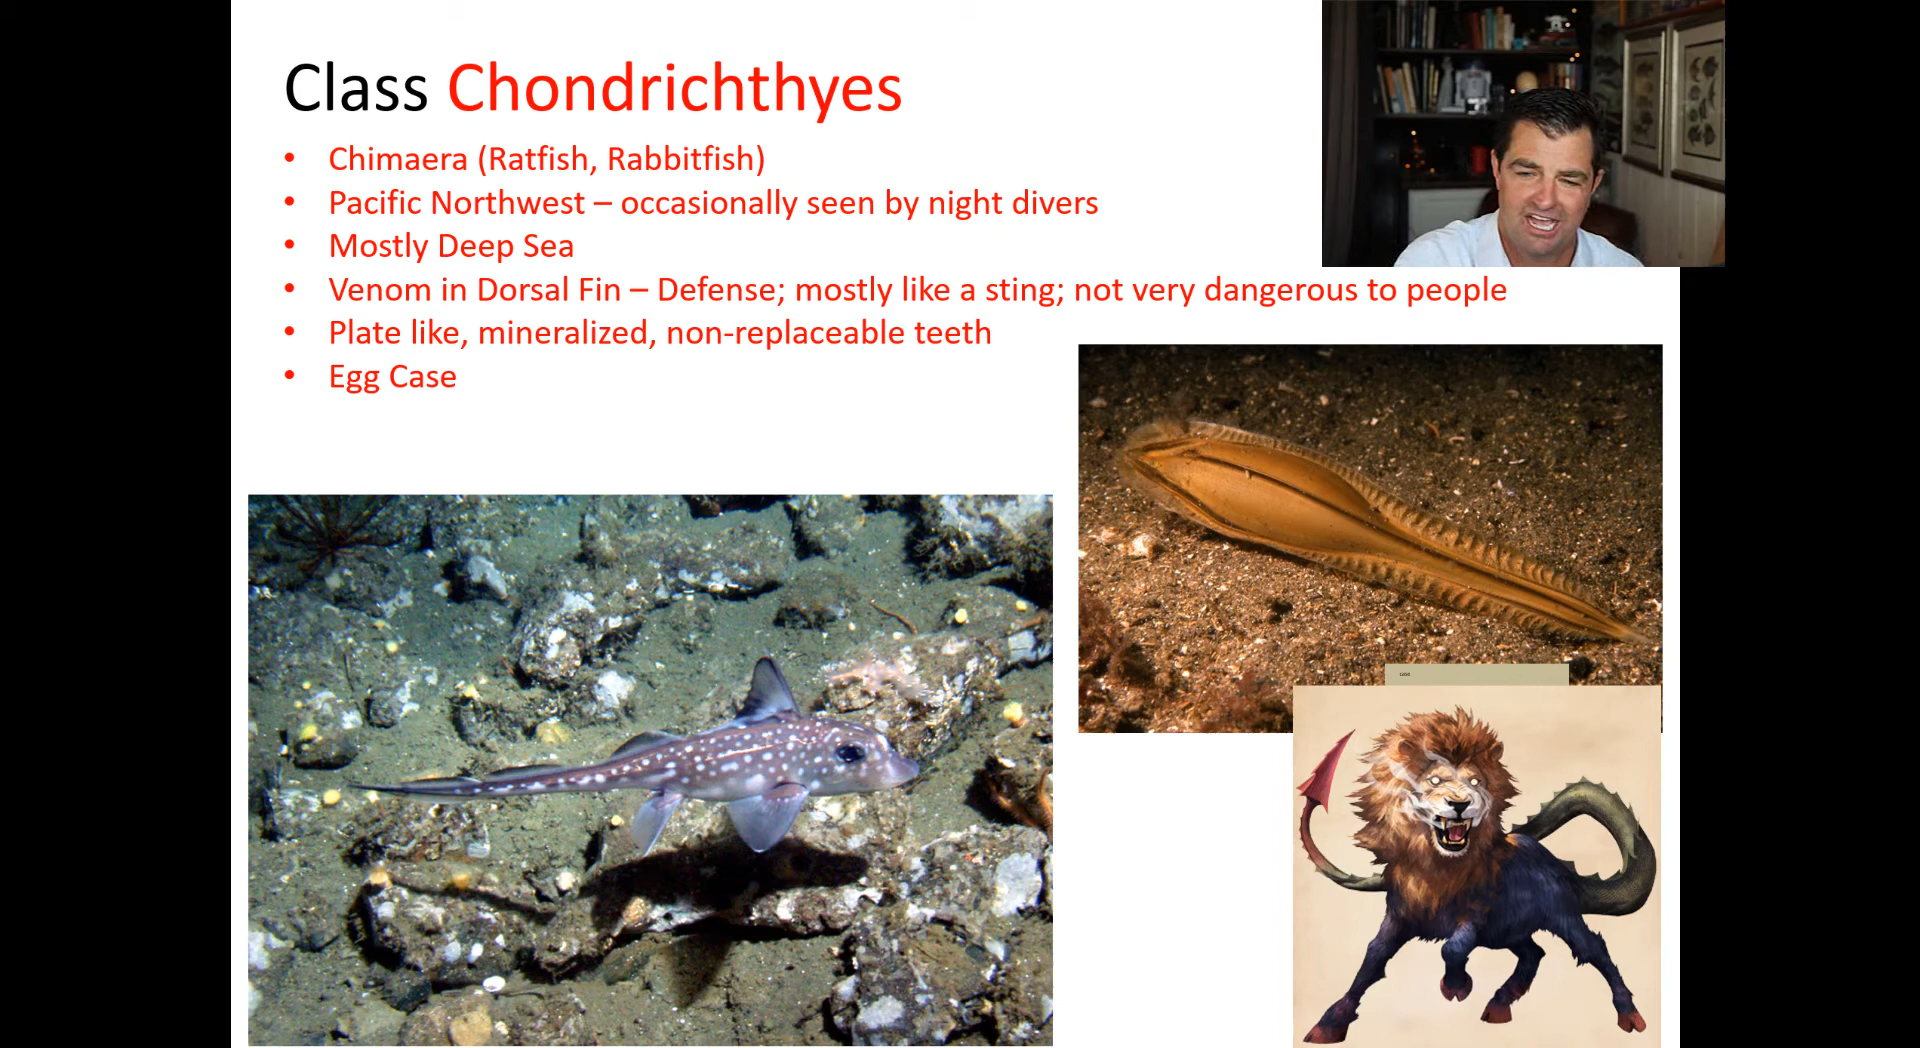 Class Chondrichthyes
• Chimaera (Ratfish, Rabbitfish)
• Pacific Northwest – occasionally seen by night divers
• Mostly Deep Sea
• Venom in Dorsal Fin – Defense; mostly like a sting; not very dangerous to people
• Plate like, mineralized, non-replaceable teeth
• Egg Case